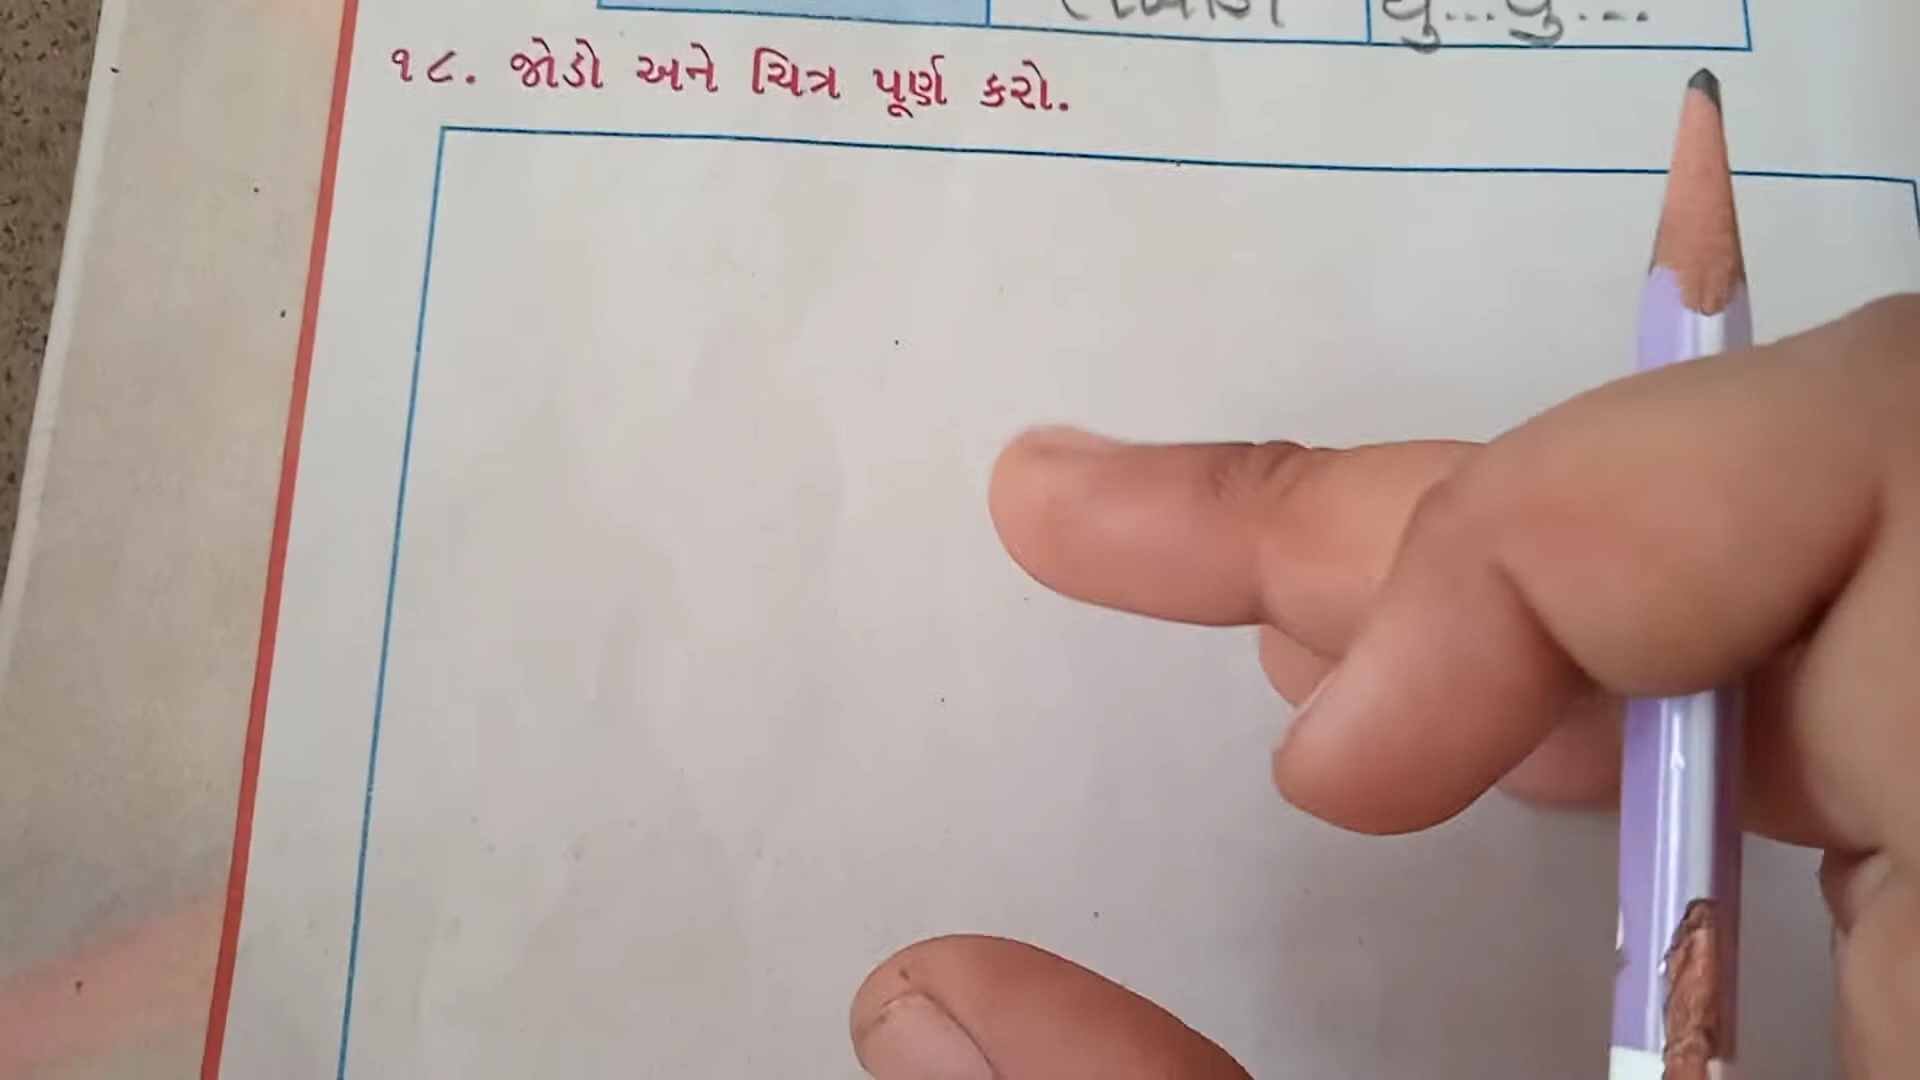 ૧૮. જોડો અને ચિત્ર પૂર્ણ કરો.